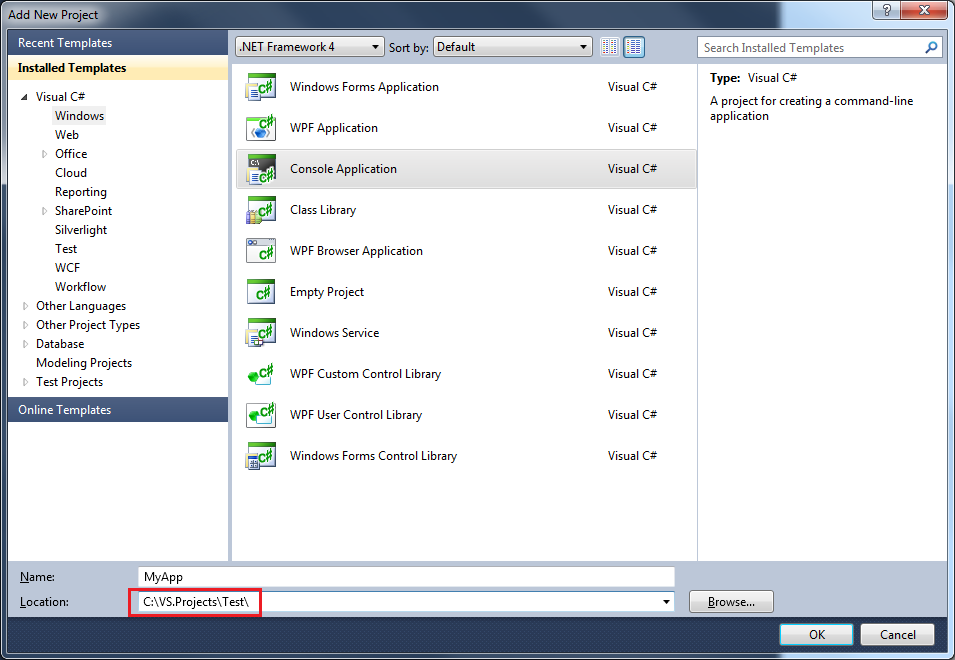 Add New Project
?
Recent Templates
Installed Templates
Visual C#
Windows
Web
Office
Cloud
Reporting
SharePoint
Silverlight
Test
WCF
Workflow
Other Languages
Other Project Types
Database
Modeling Projects
Test Projects
Online Templates
.NET Framework 4 Sort by: Default
Search Installed Templates
Windows Forms Application Visual C#
WPF Application Visual C#
Console Application Visual C#
Class Library Visual C#
WPF Browser Application Visual C#
Empty Project Visual C#
Windows Service Visual C#
WPF Custom Control Library Visual C#
WPF User Control Library Visual C#
Windows Forms Control Library Visual C#
Type: Visual C#
A project for creating a command-line
application
Name: MyApp
Location: C:\VS.Projects\Test\ Browse...
OK Cancel